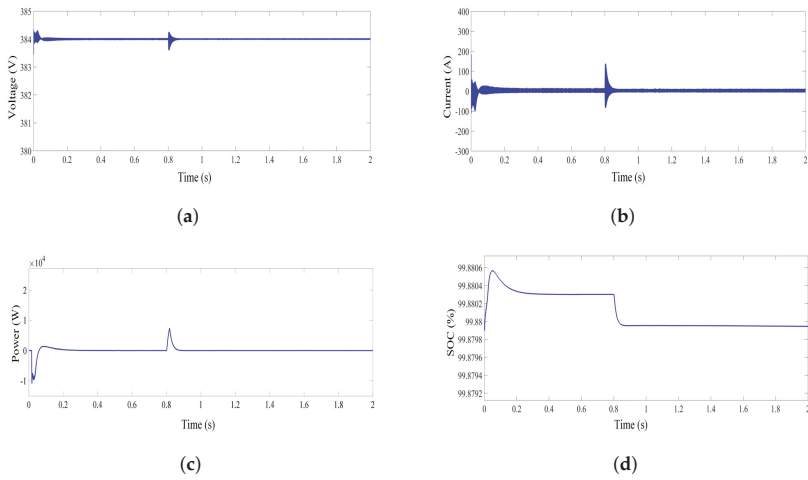 385
384
383
382
381
380
Voltage (V)
0 0.2 0.4 0.6 0.8 1 1.2 1.4 1.6 1.8 2
Time (s)
(a)
400
300
200
100
0
-100
-200
-300
Current (A)
0 0.2 0.4 0.6 0.8 1 1.2 1.4 1.6 1.8 2
Time (s)
(b)
×10⁴
2
1
0
-1
Power (W)
0 0.2 0.4 0.6 0.8 1 1.2 1.4 1.6 1.8 2
Time (s)
(c)
99.8806
99.8804
99.8802
99.88
99.8796
99.8794
99.8792
SOC (%)
0 0.2 0.4 0.6 0.8 1 1.2 1.4 1.6 1.8 2
Time (s)
(d)